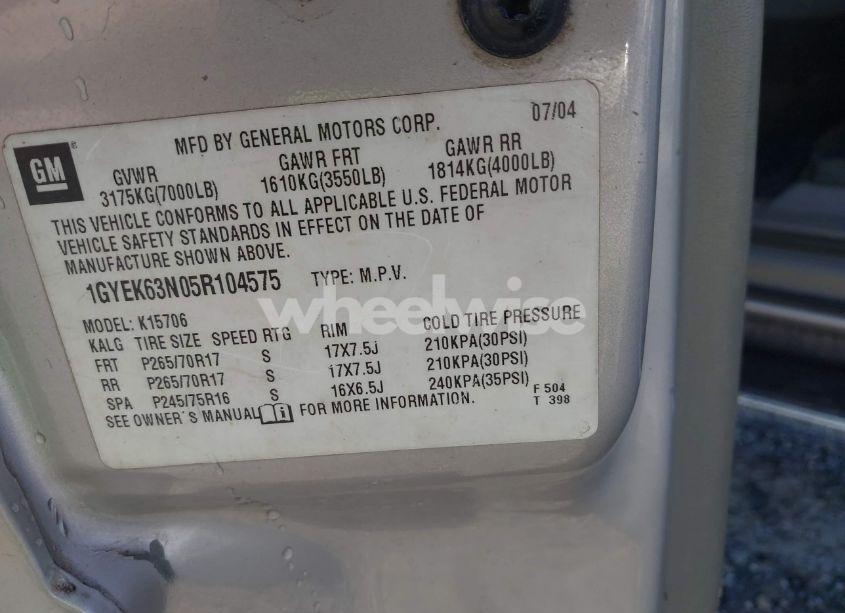 07/04
MFD BY GENERAL MOTORS CORP.
GM
GVWR GAWR FRT GAWR RR
3175KG(7000LB) 1610KG(3550LB) 1814KG(4000LB)
THIS VEHICLE CONFORMS TO ALL APPLICABLE U.S. FEDERAL MOTOR
VEHICLE SAFETY STANDARDS IN EFFECT ON THE DATE OF
MANUFACTURE SHOWN ABOVE.
1GYEK63N05R104575 TYPE: M.P.V.
wheelwise
MODEL: K15706
KALG TIRE SIZE SPEED RTG RIM COLD TIRE PRESSURE
FRT P265/70R17 S 17X7.5J 210KPA(30PSI)
RR P265/70R17 S 17X7.5J 210KPA(30PSI)
SPA P245/75R16 S 16X6.5J 240KPA(35PSI)
SEE OWNER'S MANUAL FOR MORE INFORMATION.
F 504
T 398